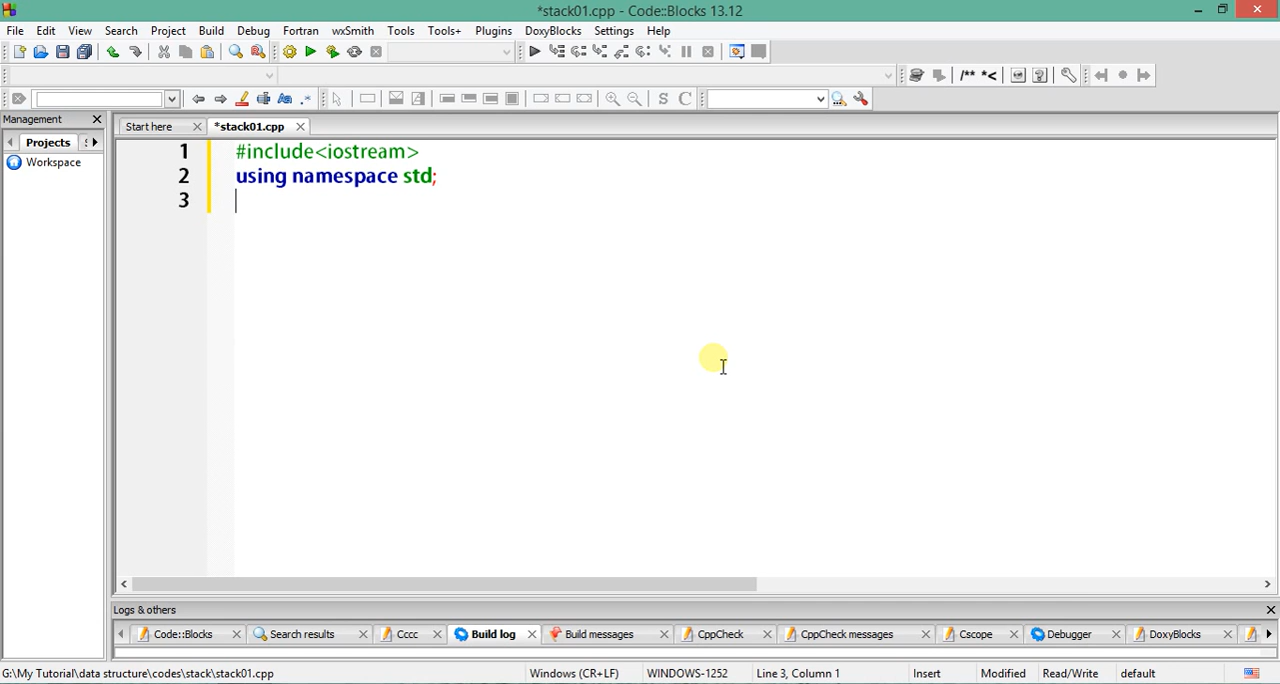 *stack01.cpp - Code::Blocks 13.12
File Edit View Search Project Build Debug Fortran wxSmith Tools Tools+ Plugins DoxyBlocks Settings Help
/** *<
S C
Management
Start here *stack01.cpp
Projects
Workspace
1 #include<iostream>
2 using namespace std;
3
Logs & others
Code::Blocks Search results Cccc Build log Build messages CppCheck CppCheck messages Cscope Debugger DoxyBlocks
G:\My Tutorial\data structure\codes\stack\stack01.cpp Windows (CR+LF) WINDOWS-1252 Line 3, Column 1 Insert Modified Read/Write default